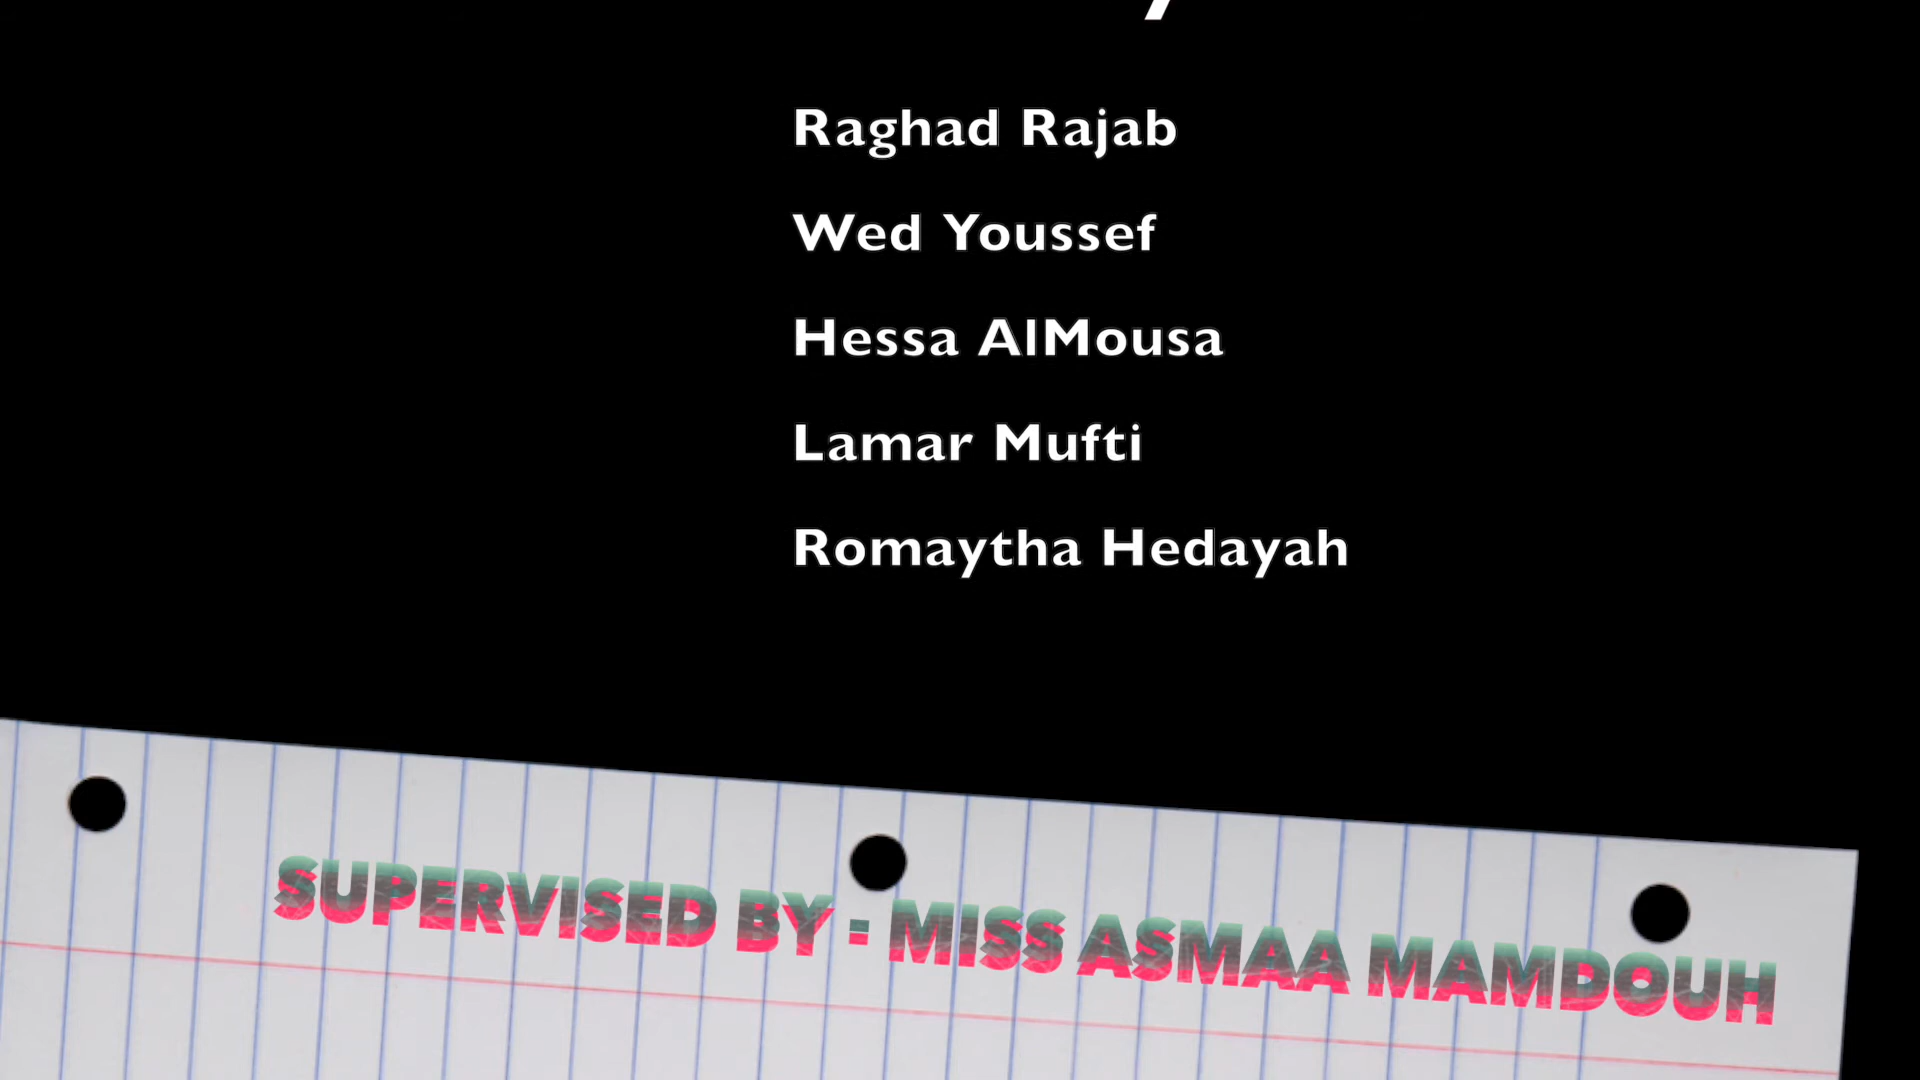 Raghad Rajab
Wed Youssef
Hessa AlMousa
Lamar Mufti
Romaytha Hedayah
SUPERVISED BY - MISS ASMAA MAMDOUH